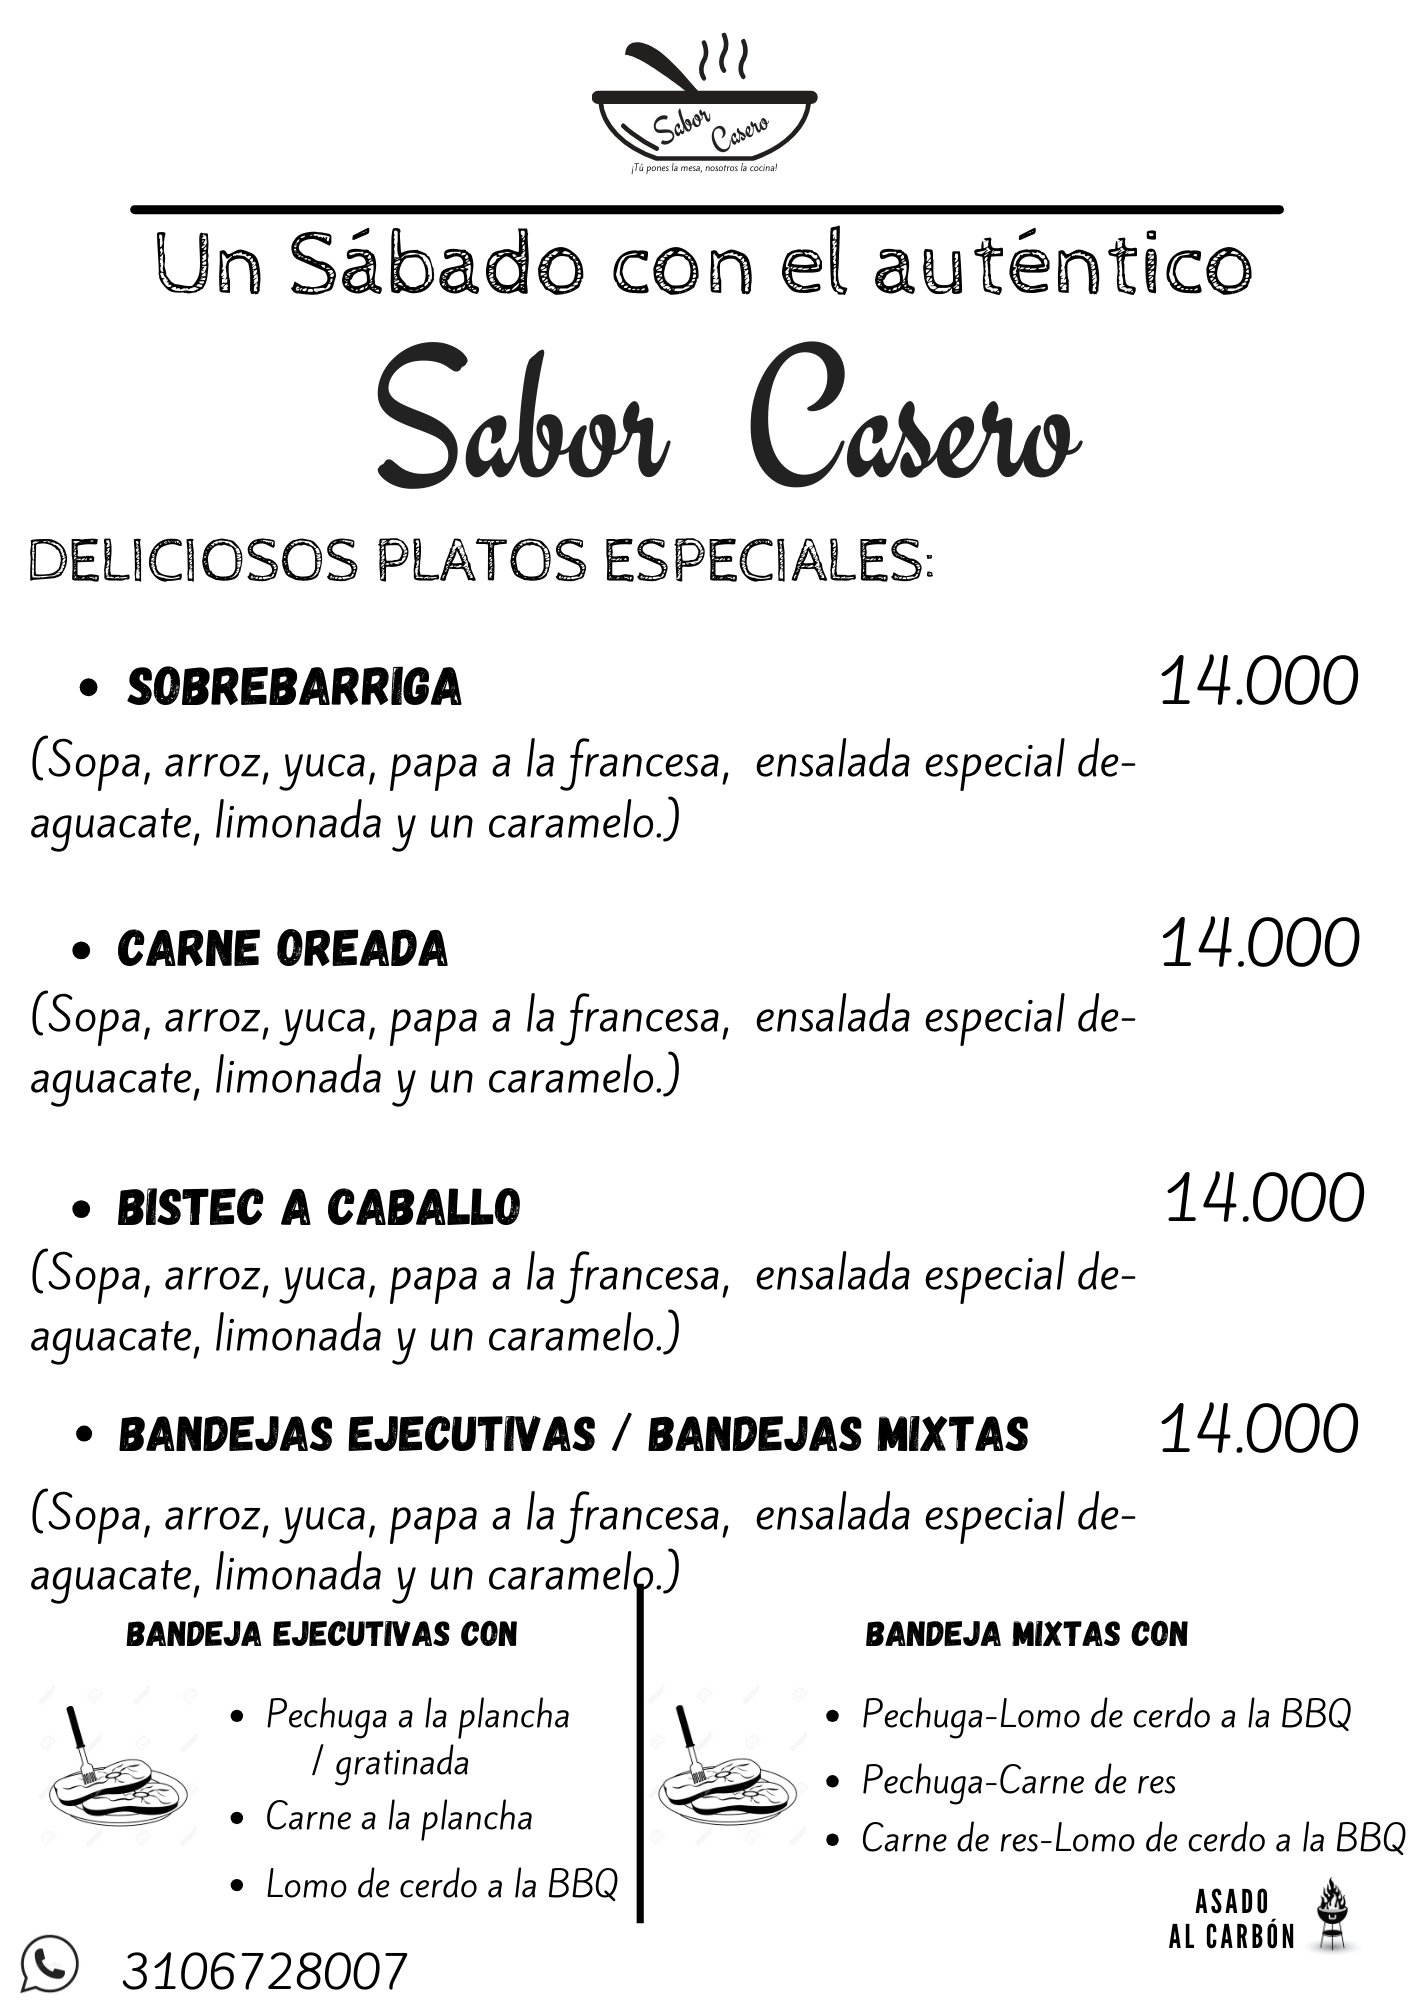 Sabor Casero
¡Tú pones la mesa, nosotros la cocina!
Un Sábado con el auténtico
Sabor Casero
DELICIOSOS PLATOS ESPECIALES:
• SOBREBARRIGA 14.000
(Sopa, arroz, yuca, papa a la francesa, ensalada especial de-
aguacate, limonada y un caramelo.)
• CARNE OREADA 14.000
(Sopa, arroz, yuca, papa a la francesa, ensalada especial de-
aguacate, limonada y un caramelo.)
• BISTEC A CABALLO 14.000
(Sopa, arroz, yuca, papa a la francesa, ensalada especial de-
aguacate, limonada y un caramelo.)
• BANDEJAS EJECUTIVAS / BANDEJAS MIXTAS 14.000
(Sopa, arroz, yuca, papa a la francesa, ensalada especial de-
aguacate, limonada y un caramelo.)
BANDEJA EJECUTIVAS CON
• Pechuga a la plancha
/ gratinada
• Carne a la plancha
• Lomo de cerdo a la BBQ
BANDEJA MIXTAS CON
• Pechuga-Lomo de cerdo a la BBQ
• Pechuga-Carne de res
• Carne de res-Lomo de cerdo a la BBQ
ASADO
AL CARBÓN
3106728007